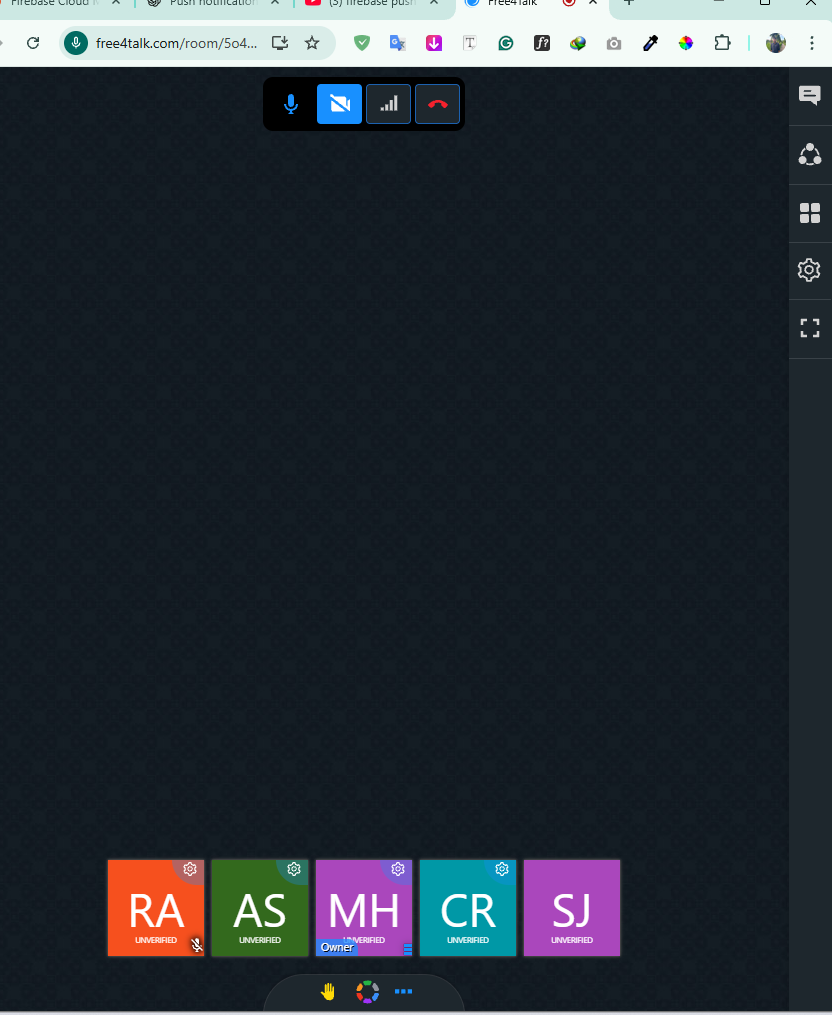 Firebase Cloud M
Push notification
(3) firebase push
Free4Talk
free4talk.com/room/5o4...
RA
UNVERIFIED
AS
UNVERIFIED
MH
UNVERIFIED
Owner
CR
UNVERIFIED
SJ
UNVERIFIED